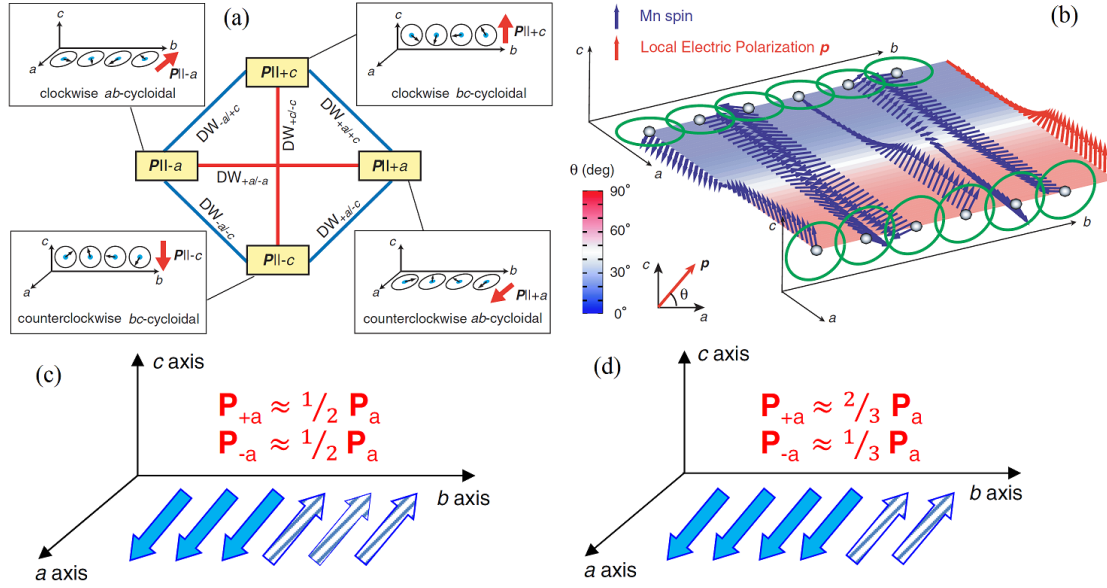 (a)
c
b
a
P||-a
clockwise ab-cycloidal
c
b
a
P||+c
clockwise bc-cycloidal
P||+c
DW-a/+c
DW+c/-c
DW+a/+c
P||-a
P||+a
DW+a/-a
DW-a/-c
DW+a/-c
P||-c
c
b
a
P||-c
counterclockwise bc-cycloidal
c
b
a
P||+a
counterclockwise ab-cycloidal
(b)
Mn spin
Local Electric Polarization p
c
b
a
θ (deg)
90°
60°
30°
0°
c
p
θ
a
c
b
a
(c)
c axis
P+a ≈ 1/2 Pa
P-a ≈ 1/2 Pa
b axis
a axis
(d)
c axis
P+a ≈ 2/3 Pa
P-a ≈ 1/3 Pa
b axis
a axis